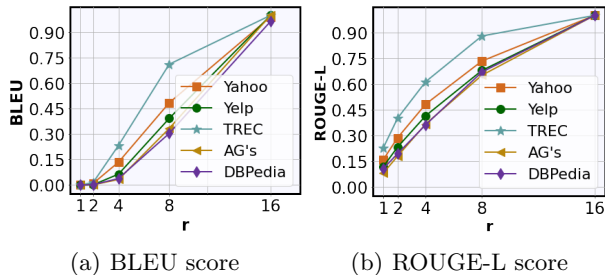 BLEU
0.90
0.75
0.60
0.45
0.30
0.15
0.00
Yahoo
Yelp
TREC
AG's
DBPedia
1 2 4 8 16
r
(a) BLEU score
ROUGE-L
0.90
0.75
0.60
0.45
0.30
0.15
0.00
Yahoo
Yelp
TREC
AG's
DBPedia
1 2 4 8 16
r
(b) ROUGE-L score